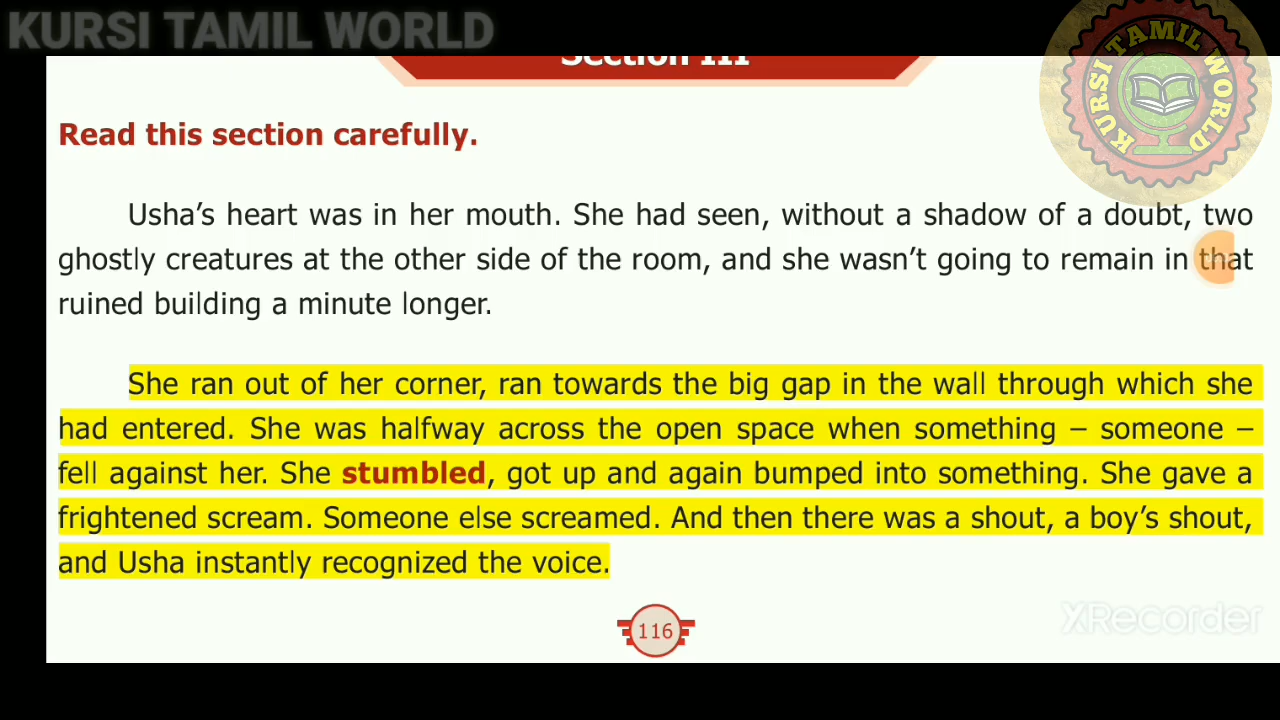 KURSI TAMIL WORLD
Section III
KURSI TAMIL WORLD
Read this section carefully.
Usha's heart was in her mouth. She had seen, without a shadow of a doubt, two
ghostly creatures at the other side of the room, and she wasn't going to remain in that
ruined building a minute longer.
She ran out of her corner, ran towards the big gap in the wall through which she
had entered. She was halfway across the open space when something – someone –
fell against her. She stumbled, got up and again bumped into something. She gave a
frightened scream. Someone else screamed. And then there was a shout, a boy's shout,
and Usha instantly recognized the voice.
116
XRecorder